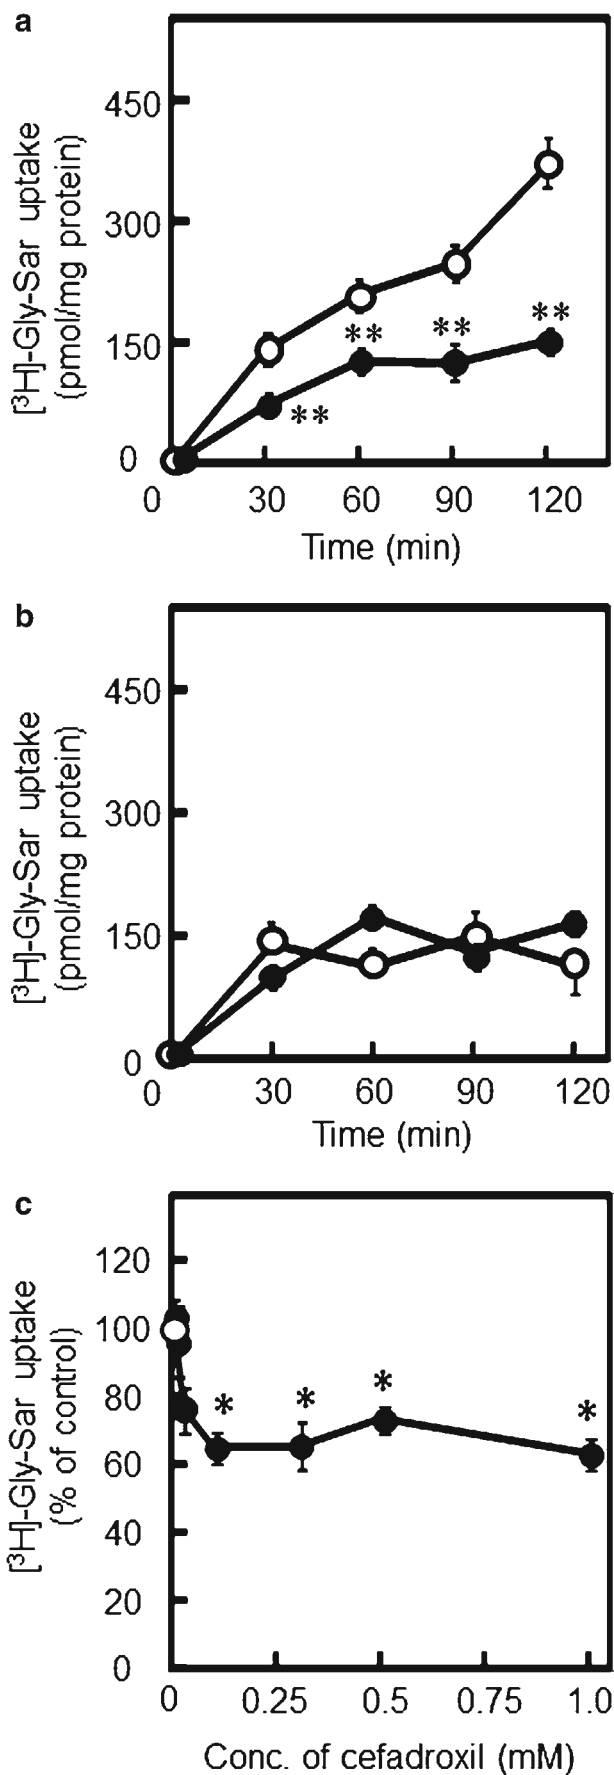 a
[³H]-Gly-Sar uptake
(pmol/mg protein)
450
300
150
0
**
**
**
**
0 30 60 90 120
Time (min)
b
[³H]-Gly-Sar uptake
(pmol/mg protein)
450
300
150
0
0 30 60 90 120
Time (min)
c
[³H]-Gly-Sar uptake
(% of control)
120
100
80
60
40
20
0
*
*
*
*
0 0.25 0.5 0.75 1.0
Conc. of cefadroxil (mM)